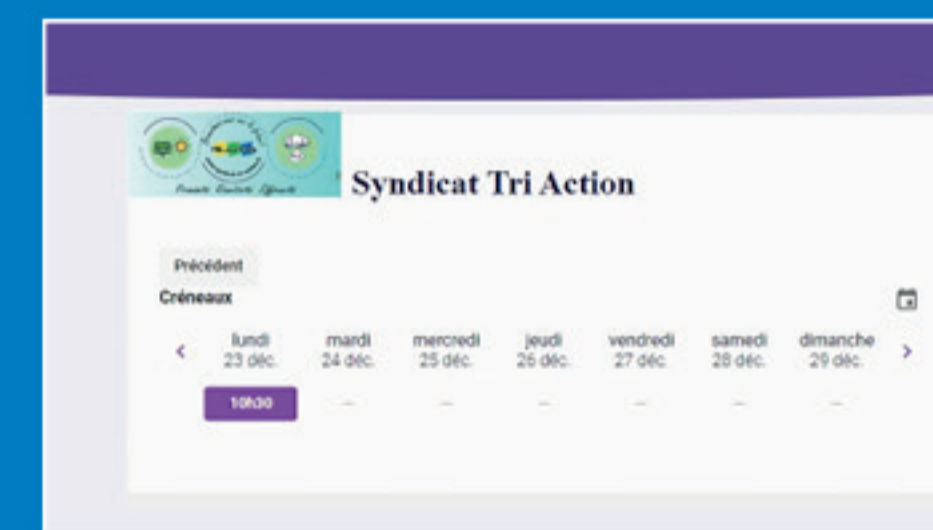 Syndicat Tri Action
Précédent
Créneaux
lundi mardi mercredi jeudi vendredi samedi dimanche
23 déc. 24 déc. 25 déc. 26 déc. 27 déc. 28 déc. 29 déc.
10h30 – – – – – –